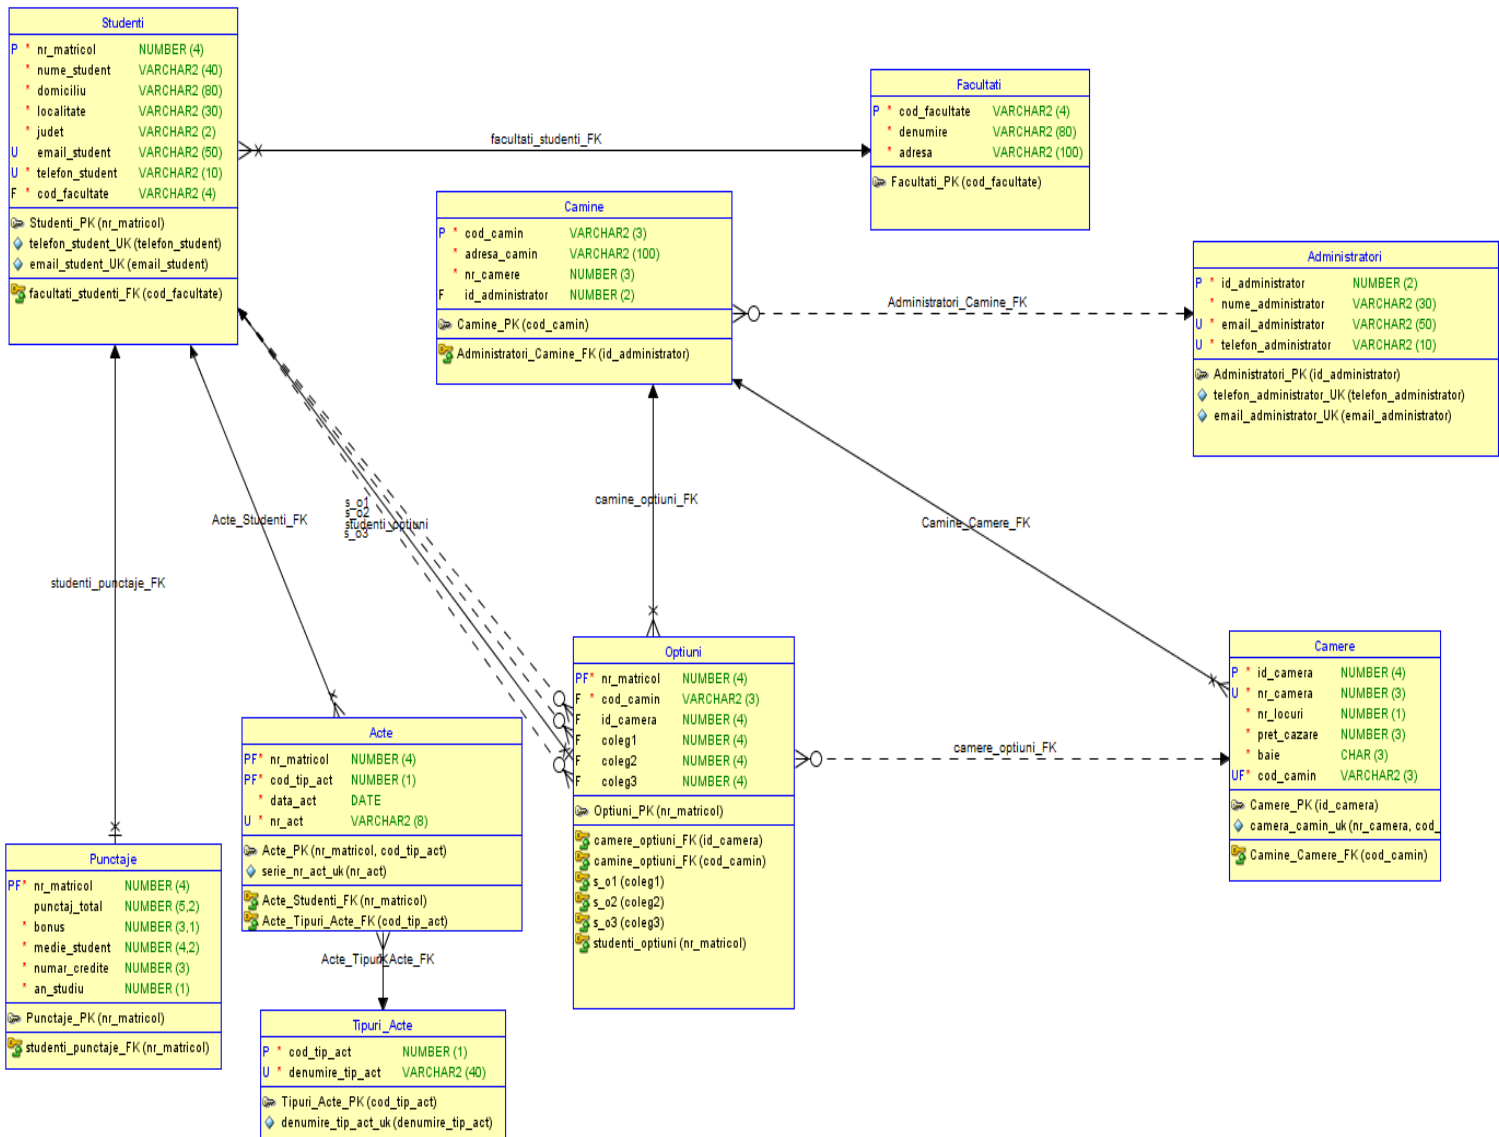 Studenti
P * nr_matricol NUMBER (4)
* nume_student VARCHAR2 (40)
* domiciliu VARCHAR2 (80)
* localitate VARCHAR2 (30)
* judet VARCHAR2 (2)
U email_student VARCHAR2 (50)
U * telefon_student VARCHAR2 (10)
F * cod_facultate VARCHAR2 (4)
Studenti_PK (nr_matricol)
telefon_student_UK (telefon_student)
email_student_UK (email_student)
facultati_studenti_FK (cod_facultate)
facultati_studenti_FK
Facultati
P * cod_facultate VARCHAR2 (4)
* denumire VARCHAR2 (80)
* adresa VARCHAR2 (100)
Facultati_PK (cod_facultate)
Camine
P * cod_camin VARCHAR2 (3)
* adresa_camin VARCHAR2 (100)
* nr_camere NUMBER (3)
F id_administrator NUMBER (2)
Camine_PK (cod_camin)
Administratori_Camine_FK (id_administrator)
Administratori_Camine_FK
Administratori
P * id_administrator NUMBER (2)
* nume_administrator VARCHAR2 (30)
U * email_administrator VARCHAR2 (50)
U * telefon_administrator VARCHAR2 (10)
Administratori_PK (id_administrator)
telefon_administrator_UK (telefon_administrator)
email_administrator_UK (email_administrator)
s_o1
s_o2
studenti_optiuni
s_o3
Acte_Studenti_FK
camine_optiuni_FK
Camine_Camere_FK
studenti_punctaje_FK
Optiuni
PF* nr_matricol NUMBER (4)
F * cod_camin VARCHAR2 (3)
F id_camera NUMBER (4)
F coleg1 NUMBER (4)
F coleg2 NUMBER (4)
F coleg3 NUMBER (4)
Optiuni_PK (nr_matricol)
camere_optiuni_FK (id_camera)
camine_optiuni_FK (cod_camin)
s_o1 (coleg1)
s_o2 (coleg2)
s_o3 (coleg3)
studenti_optiuni (nr_matricol)
camere_optiuni_FK
Camere
P * id_camera NUMBER (4)
U * nr_camera NUMBER (3)
* nr_locuri NUMBER (1)
* pret_cazare NUMBER (3)
* baie CHAR (3)
UF* cod_camin VARCHAR2 (3)
Camere_PK (id_camera)
camera_camin_uk (nr_camera, cod_
Camine_Camere_FK (cod_camin)
Acte
PF* nr_matricol NUMBER (4)
PF* cod_tip_act NUMBER (1)
* data_act DATE
U * nr_act VARCHAR2 (8)
Acte_PK (nr_matricol, cod_tip_act)
serie_nr_act_uk (nr_act)
Acte_Studenti_FK (nr_matricol)
Acte_Tipuri_Acte_FK (cod_tip_act)
Punctaje
PF* nr_matricol NUMBER (4)
punctaj_total NUMBER (5,2)
* bonus NUMBER (3,1)
* medie_student NUMBER (4,2)
* numar_credite NUMBER (3)
* an_studiu NUMBER (1)
Punctaje_PK (nr_matricol)
studenti_punctaje_FK (nr_matricol)
Acte_Tipuri_Acte_FK
Tipuri_Acte
P * cod_tip_act NUMBER (1)
U * denumire_tip_act VARCHAR2 (40)
Tipuri_Acte_PK (cod_tip_act)
denumire_tip_act_uk (denumire_tip_act)